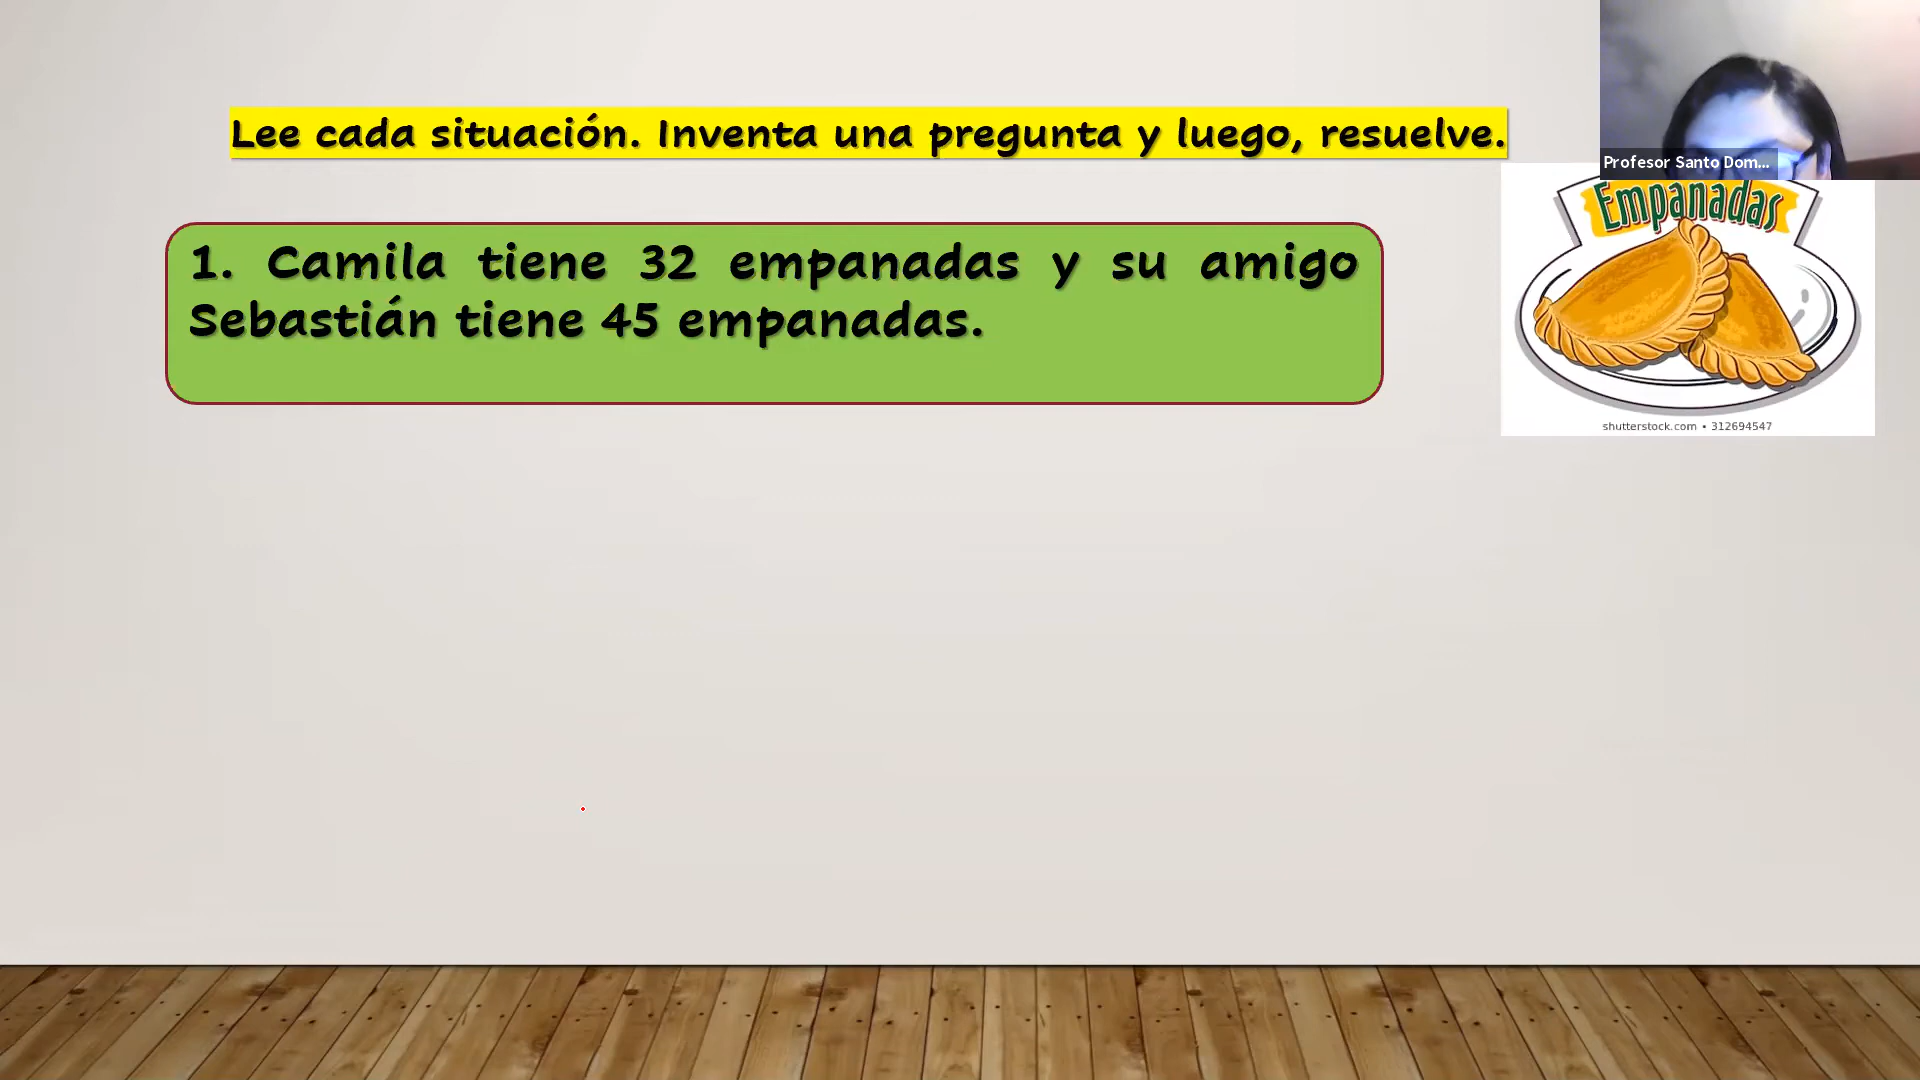 Lee cada situación. Inventa una pregunta y luego, resuelve.
Profesor Santo Dom...
Empanadas
1. Camila tiene 32 empanadas y su amigo
Sebastián tiene 45 empanadas.
shutterstock.com • 312694547